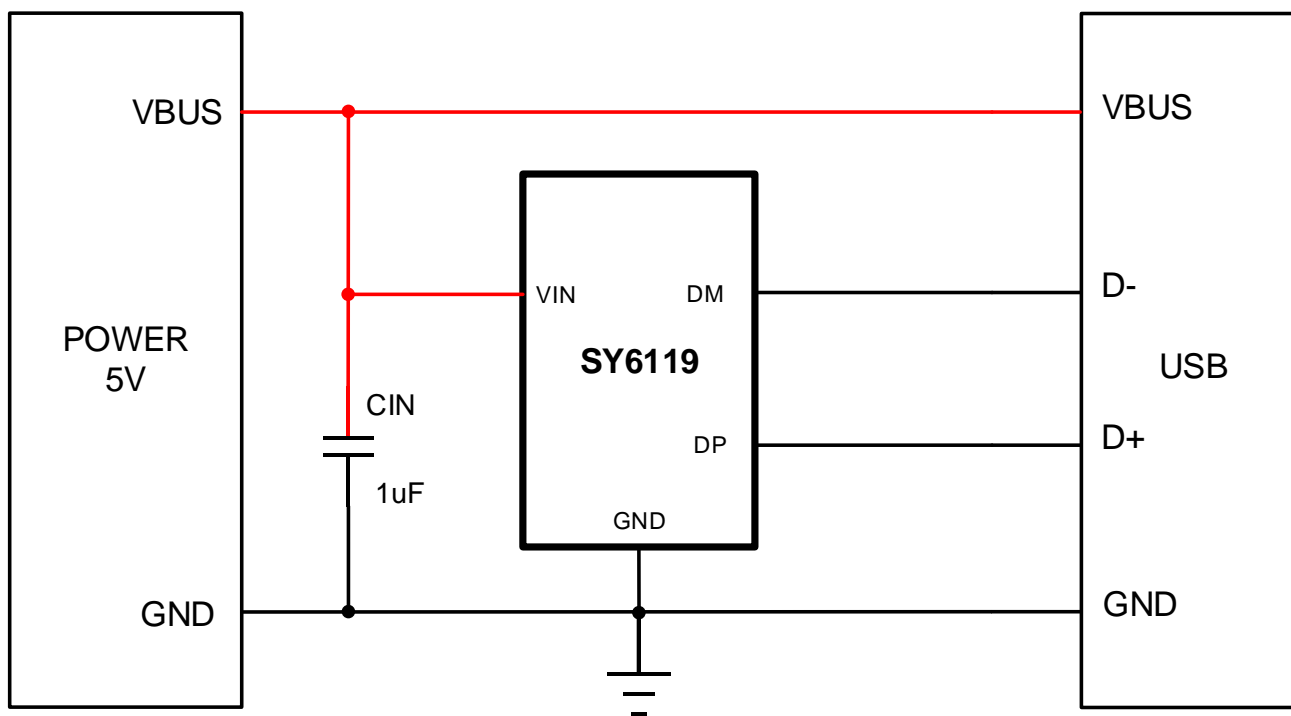 VBUS
VBUS
VIN
DM
D-
POWER
5V
SY6119
USB
CIN
DP
D+
1uF
GND
GND
GND